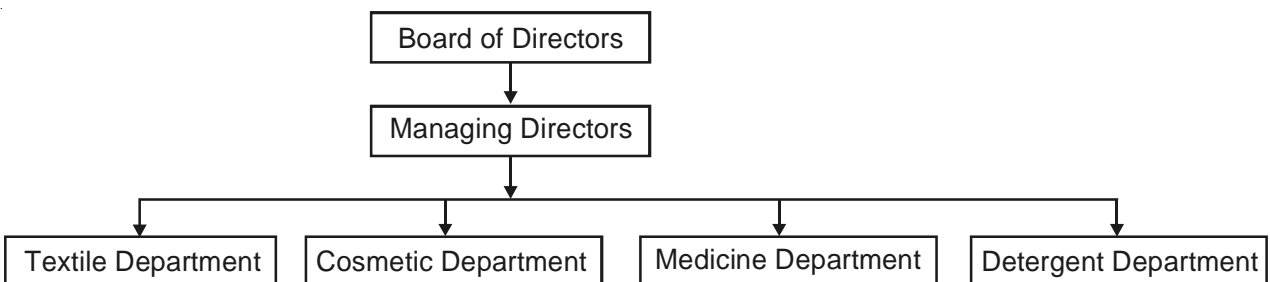 Board of Directors
Managing Directors
Textile Department
Cosmetic Department
Medicine Department
Detergent Department